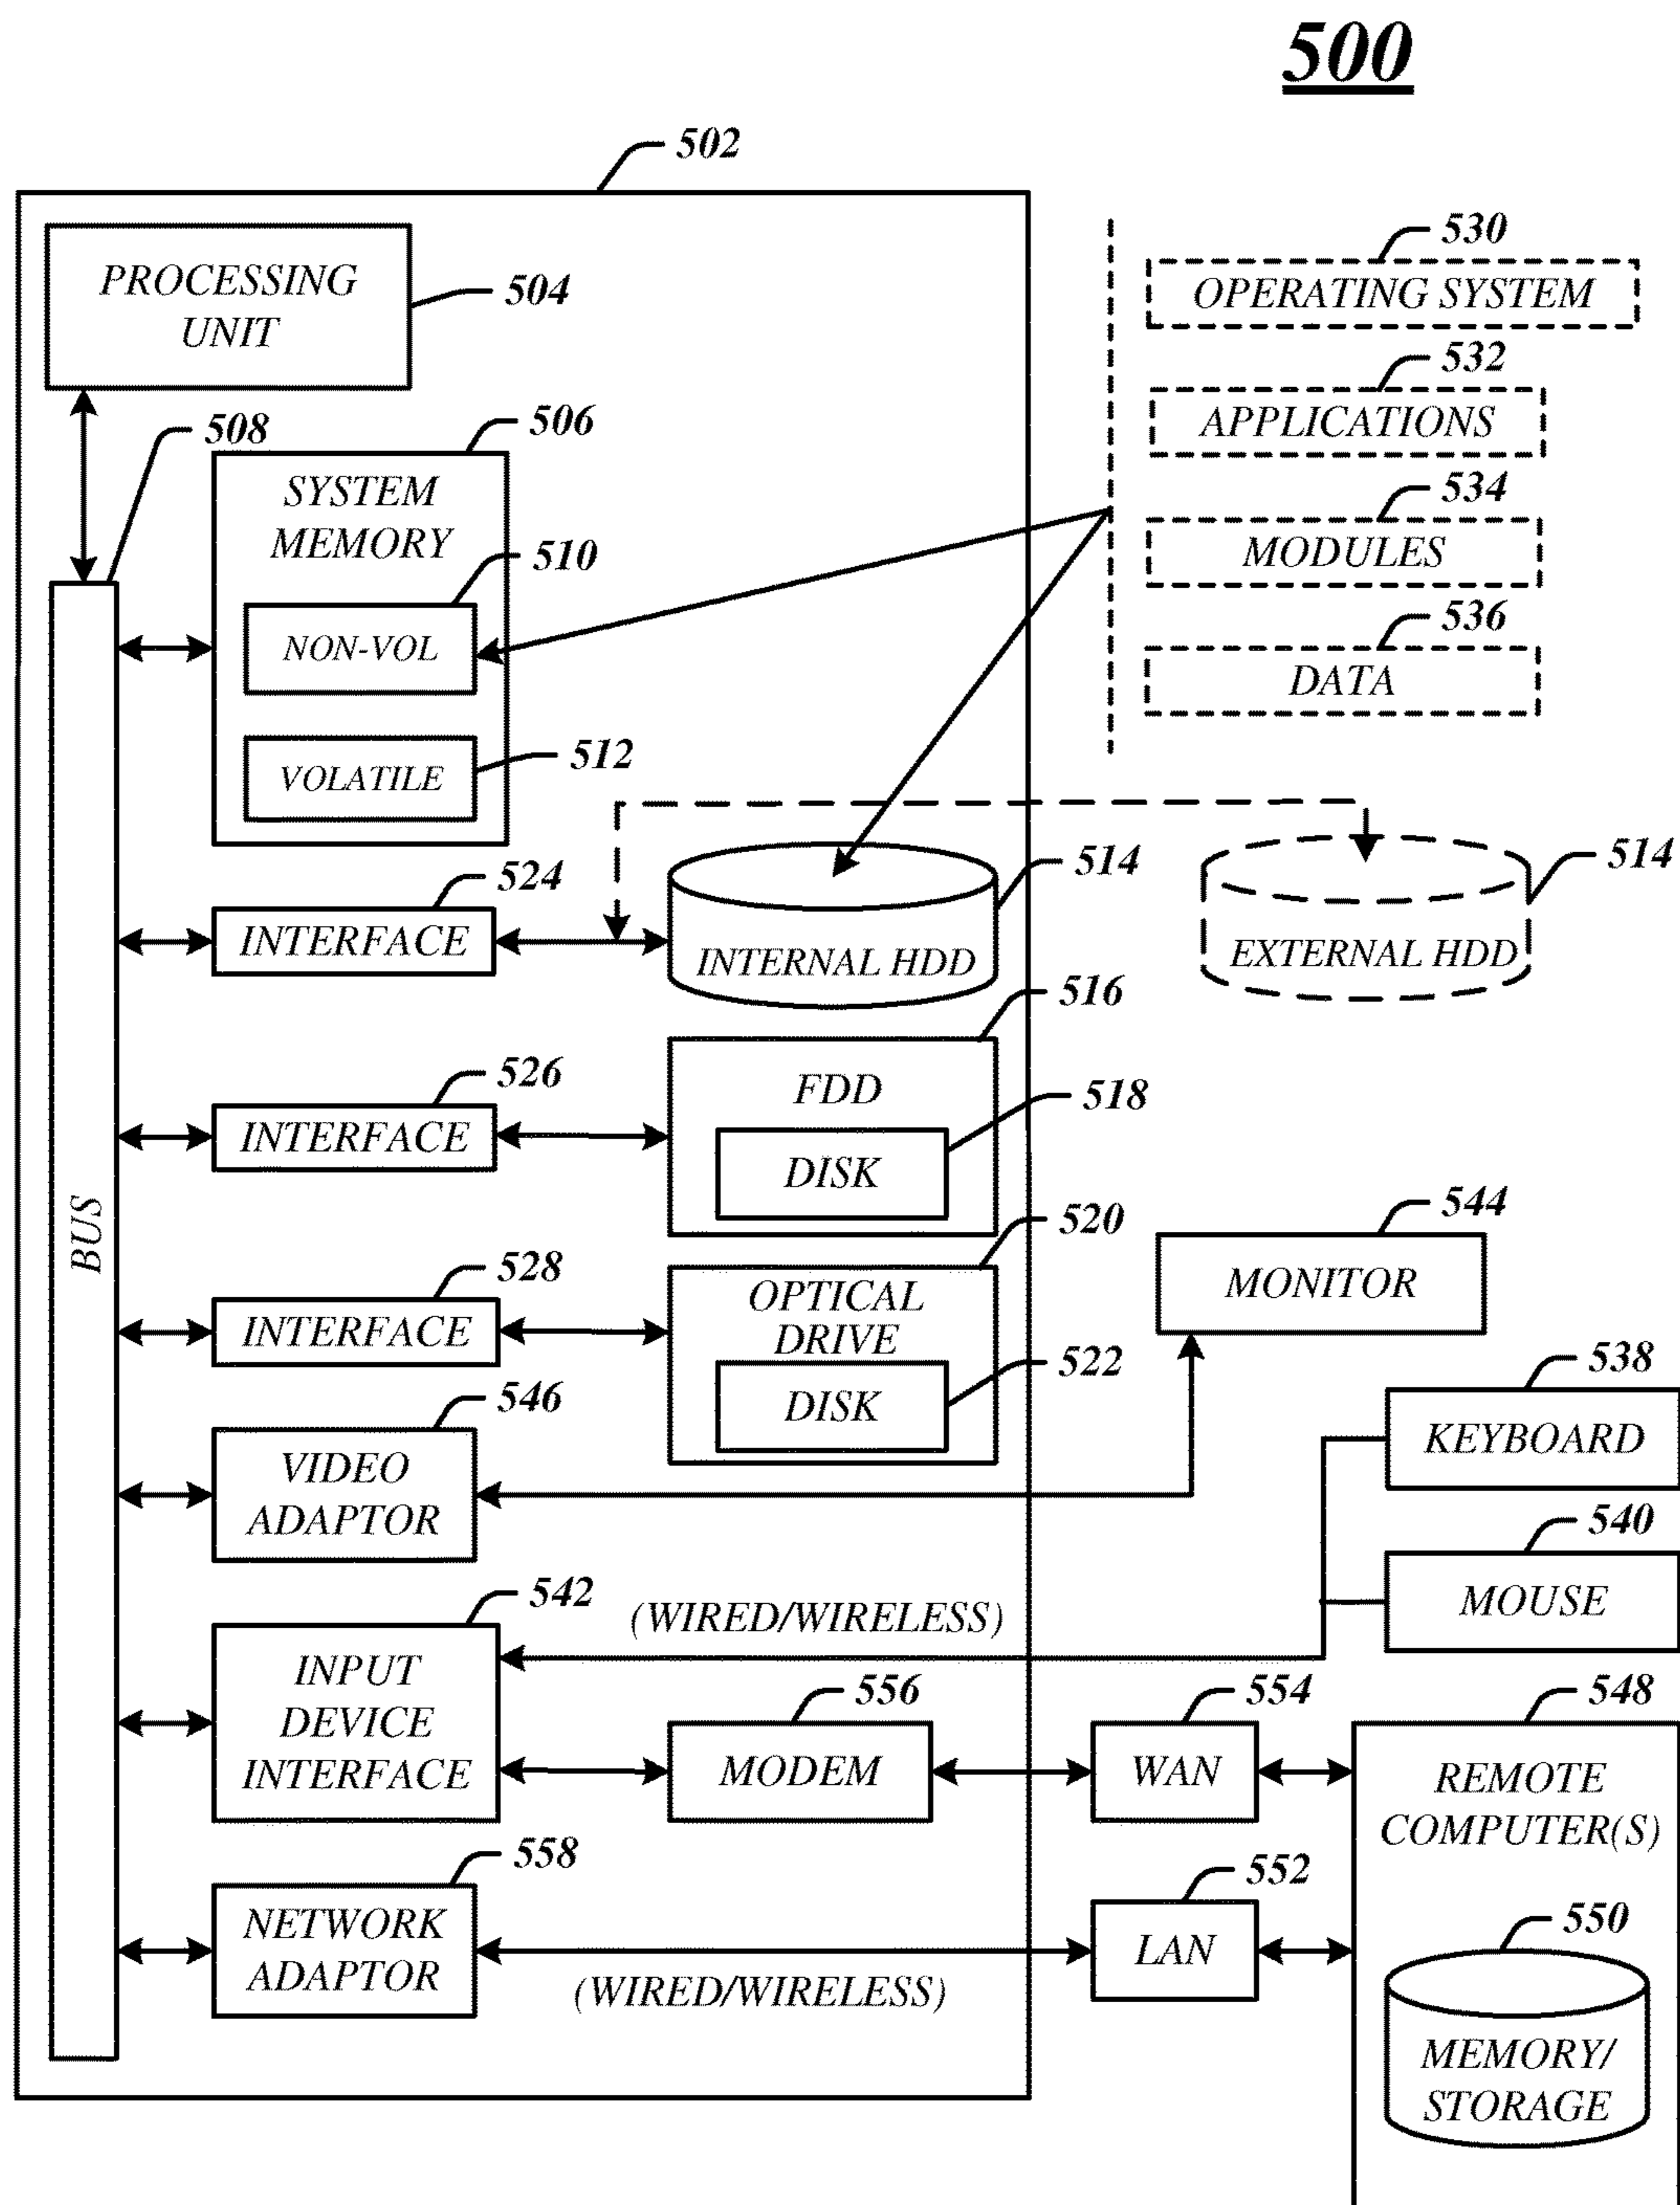 500
502
PROCESSING
UNIT
504
530
OPERATING SYSTEM
532
APPLICATIONS
534
MODULES
536
DATA
508
506
SYSTEM
MEMORY
510
NON-VOL
512
VOLATILE
BUS
524
INTERFACE
514
INTERNAL HDD
514
EXTERNAL HDD
516
FDD
526
INTERFACE
518
DISK
520
OPTICAL
DRIVE
528
INTERFACE
522
DISK
544
MONITOR
538
KEYBOARD
546
VIDEO
ADAPTOR
540
MOUSE
542
INPUT
DEVICE
INTERFACE
(WIRED/WIRELESS)
556
MODEM
554
WAN
548
REMOTE
COMPUTER(S)
558
NETWORK
ADAPTOR
(WIRED/WIRELESS)
552
LAN
550
MEMORY/
STORAGE